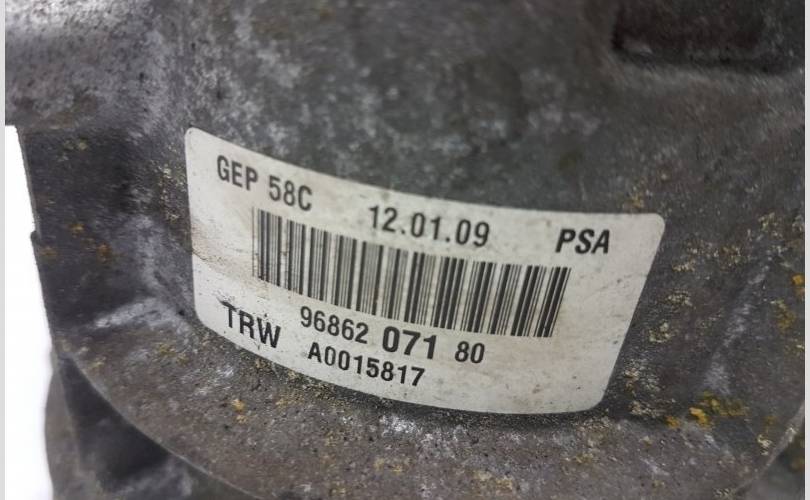 GEP 58C 12.01.09 PSA
96862 071 80
TRW A0015817